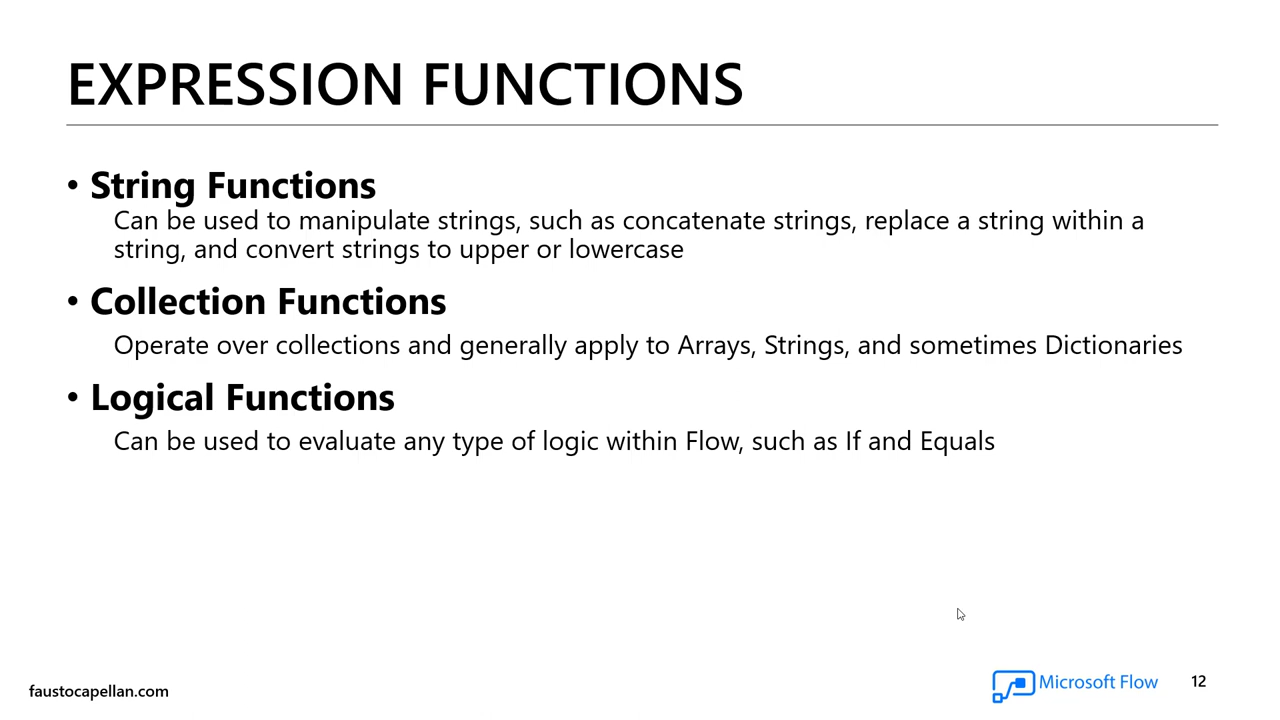 EXPRESSION FUNCTIONS
• String Functions
Can be used to manipulate strings, such as concatenate strings, replace a string within a
string, and convert strings to upper or lowercase
• Collection Functions
Operate over collections and generally apply to Arrays, Strings, and sometimes Dictionaries
• Logical Functions
Can be used to evaluate any type of logic within Flow, such as If and Equals
faustocapellan.com
Microsoft Flow
12